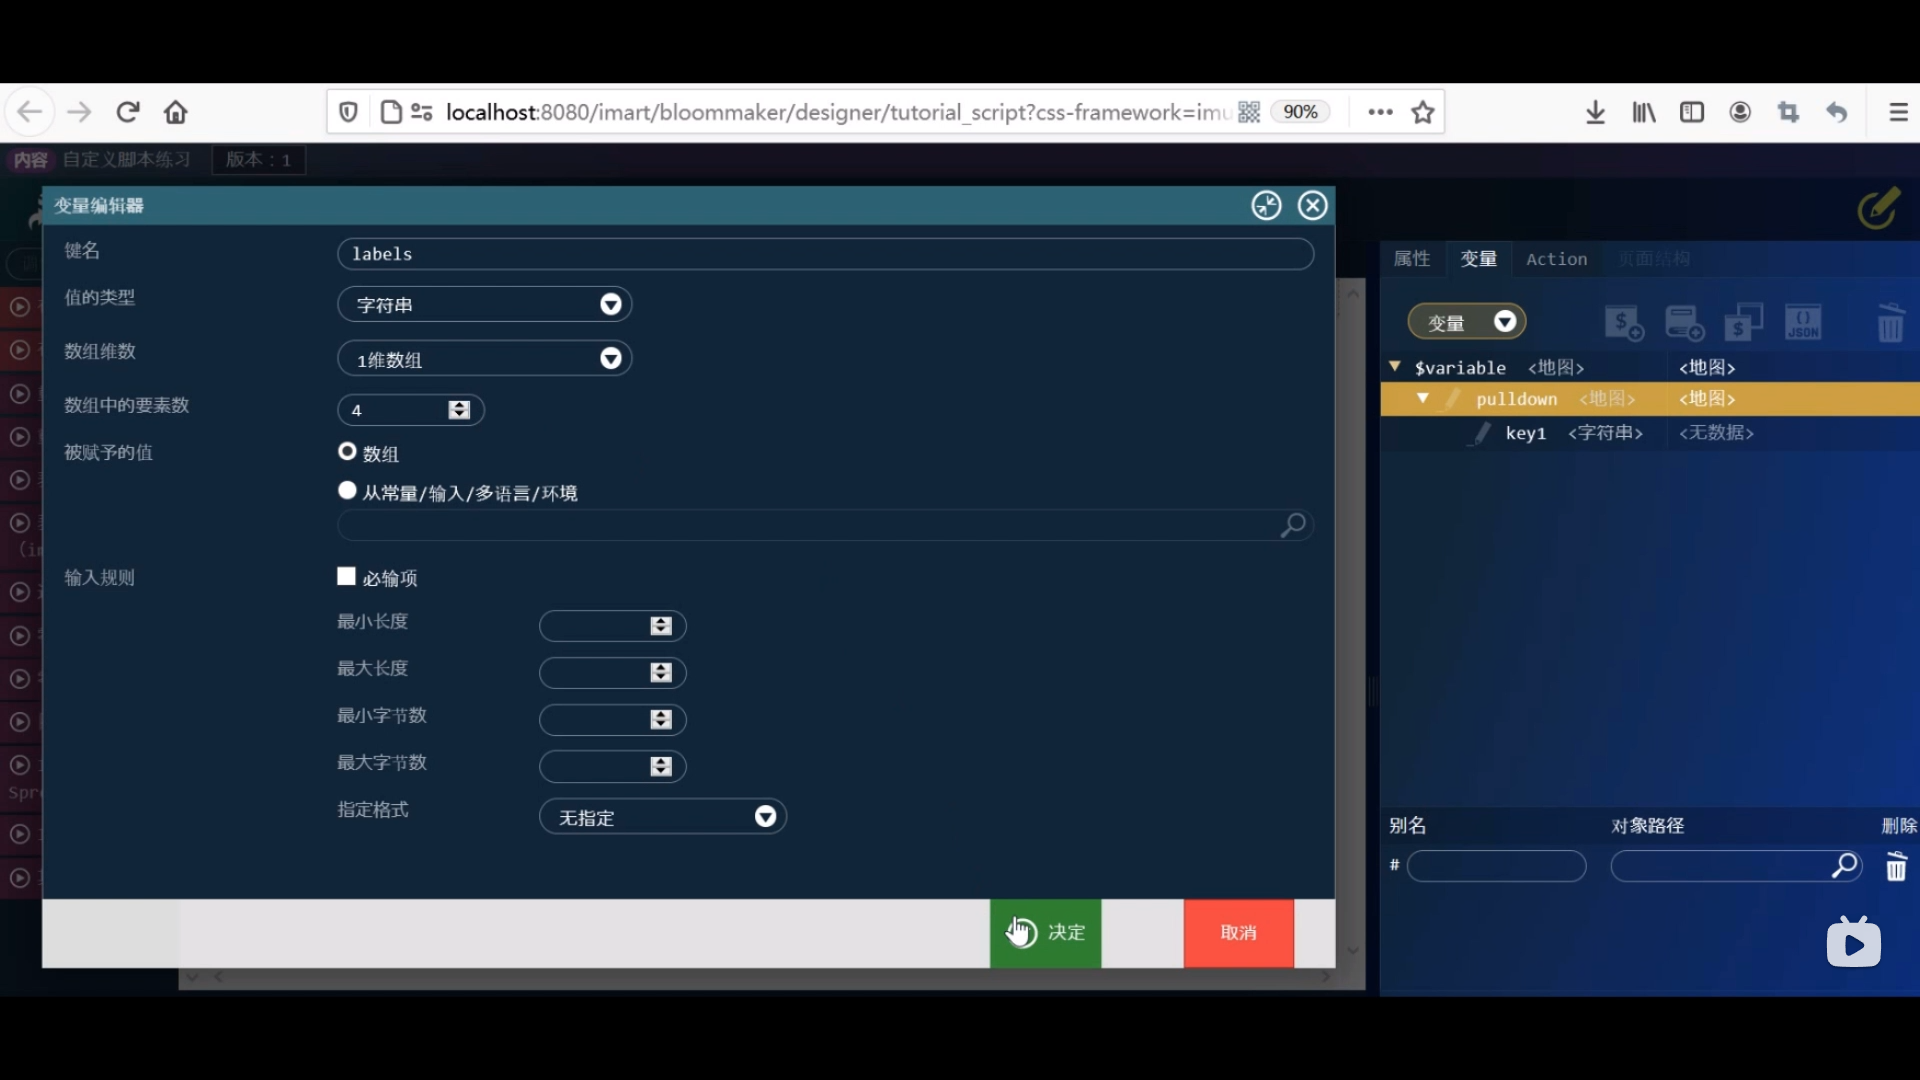 localhost:8080/imart/bloommaker/designer/tutorial_script?css-framework=imu
90%
内容 自定义脚本练习 版本：1
变量编辑器
键名
labels
值的类型
字符串
数组维数
1维数组
数组中的要素数
4
被赋予的值
数组
从常量/输入/多语言/环境
输入规则
必输项
最小长度
最大长度
最小字节数
最大字节数
指定格式
无指定
决定
取消
属性 变量 Action 页面结构
变量
JSON
$variable <地图> <地图>
pulldown <地图> <地图>
key1 <字符串> <无数据>
别名 对象路径 删除
#